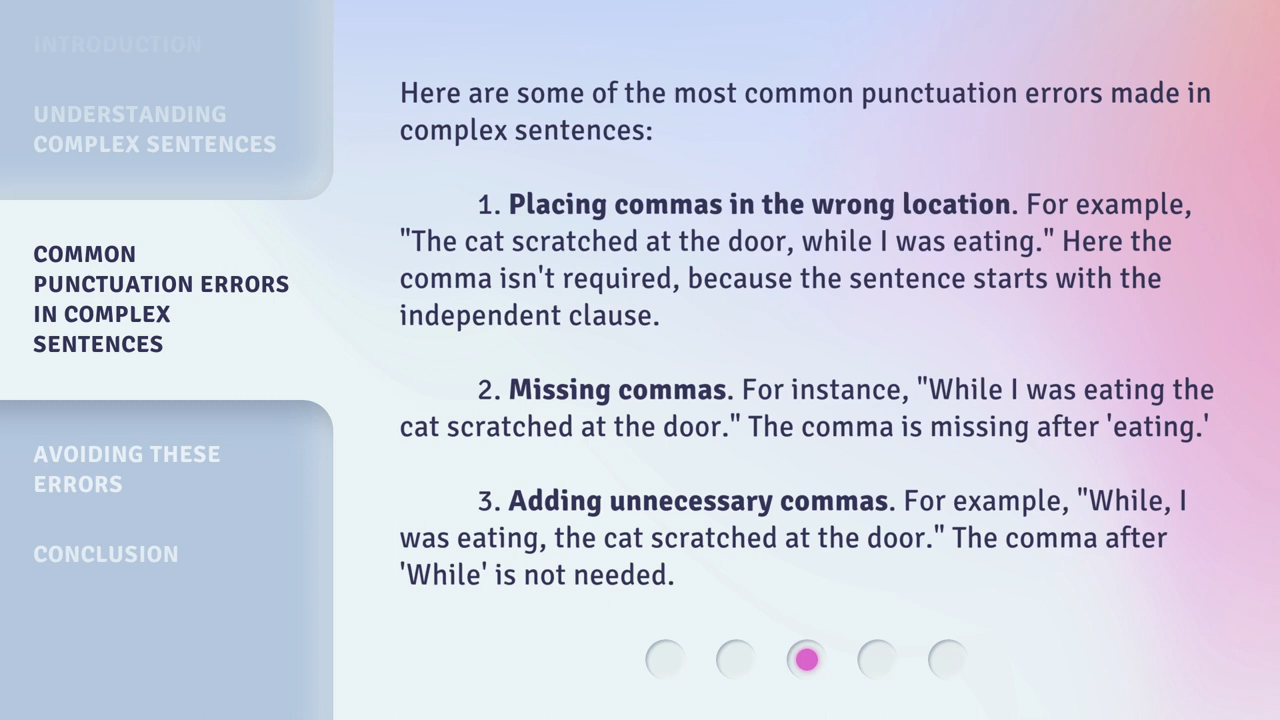 INTRODUCTION
UNDERSTANDING
COMPLEX SENTENCES
COMMON
PUNCTUATION ERRORS
IN COMPLEX
SENTENCES
AVOIDING THESE
ERRORS
CONCLUSION
Here are some of the most common punctuation errors made in
complex sentences:
1. Placing commas in the wrong location. For example,
"The cat scratched at the door, while I was eating." Here the
comma isn't required, because the sentence starts with the
independent clause.
2. Missing commas. For instance, "While I was eating the
cat scratched at the door." The comma is missing after 'eating.'
3. Adding unnecessary commas. For example, "While, I
was eating, the cat scratched at the door." The comma after
'While' is not needed.